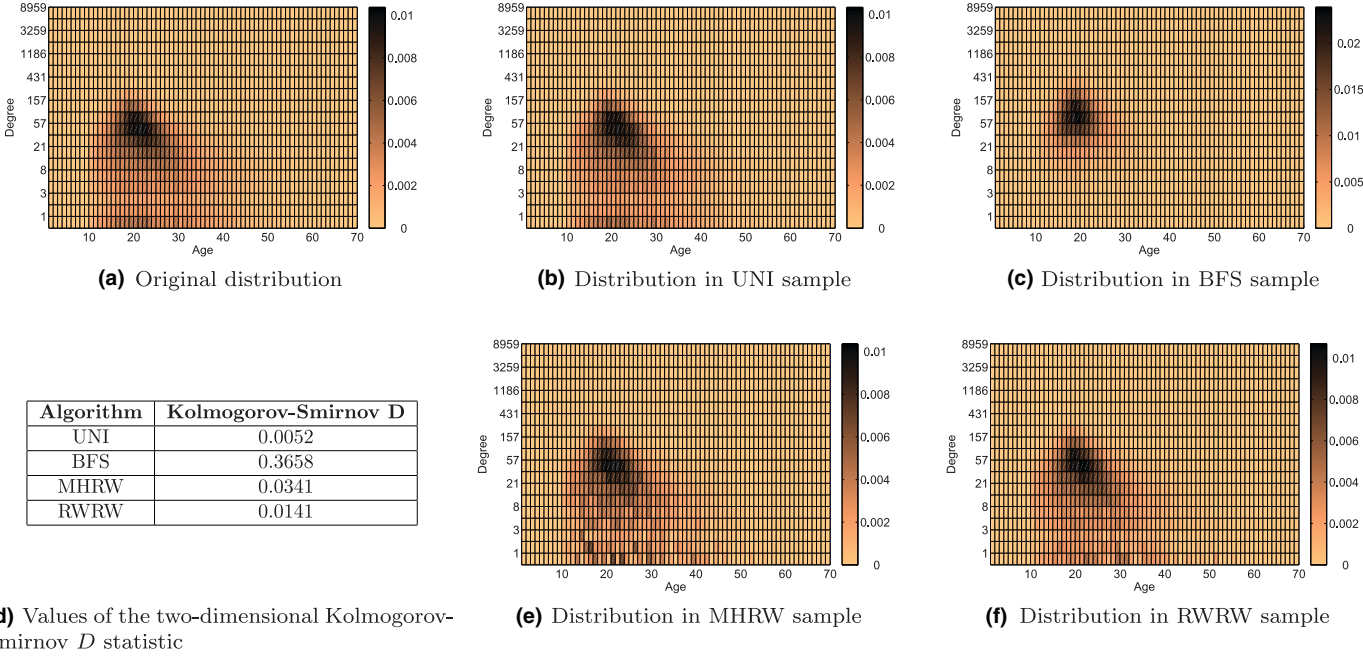 8959
3259
1186
431
157
57
21
8
3
1
Degree
10 20 30 40 50 60 70
Age
0.01
0.008
0.006
0.004
0.002
0
(a) Original distribution
8959
3259
1186
431
157
57
21
8
3
1
Degree
10 20 30 40 50 60 70
Age
0.01
0.008
0.006
0.004
0.002
0
(b) Distribution in UNI sample
8959
3259
1186
431
157
57
21
8
3
1
Degree
10 20 30 40 50 60 70
Age
0.02
0.015
0.01
0.005
0
(c) Distribution in BFS sample
Algorithm Kolmogorov-Smirnov D
UNI 0.0052
BFS 0.3658
MHRW 0.0341
RWRW 0.0141
d) Values of the two-dimensional Kolmogorov-
mirnov D statistic
8959
3259
1186
431
157
57
21
8
3
1
Degree
10 20 30 40 50 60 70
Age
0.01
0.008
0.006
0.004
0.002
0
(e) Distribution in MHRW sample
8959
3259
1186
431
157
57
21
8
3
1
Degree
10 20 30 40 50 60 70
Age
0.01
0.008
0.006
0.004
0.002
0
(f) Distribution in RWRW sample